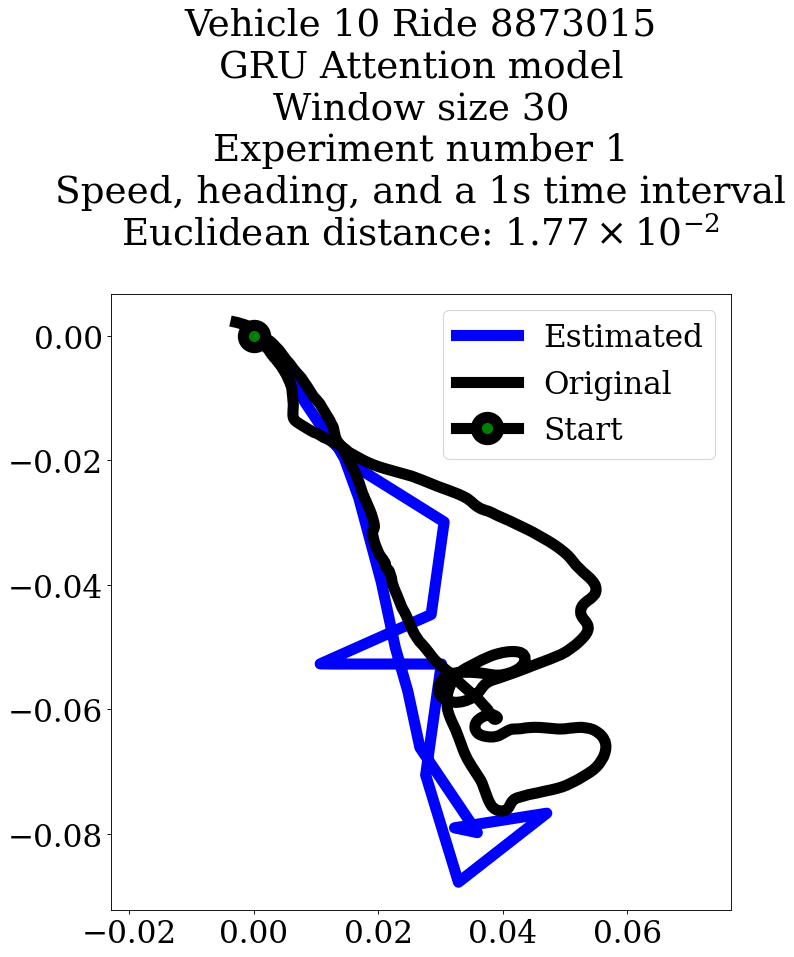 Vehicle 10 Ride 8873015
GRU Attention model
Window size 30
Experiment number 1
Speed, heading, and a 1s time interval
Euclidean distance: 1.77 × 10⁻²
Estimated
Original
Start
0.00
−0.02
−0.04
−0.06
−0.08
−0.02 0.00 0.02 0.04 0.06